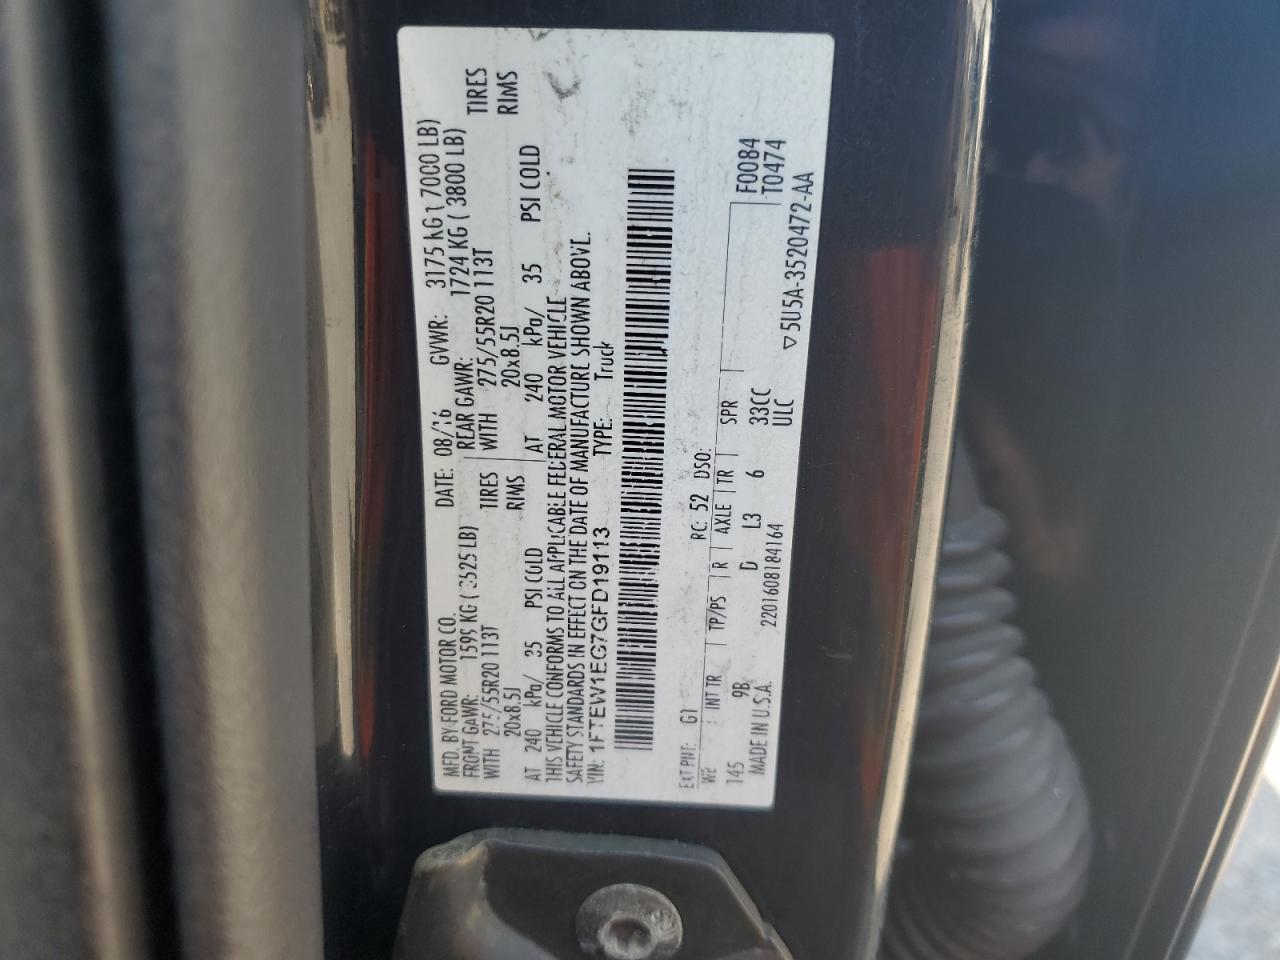 MFD. BY FORD MOTOR CO.
DATE: 08/16 GVWR: 3175 KG ( 7000 LB)
FRONT GAWR: 1599 KG ( 3525 LB) REAR GAWR: 1724 KG ( 3800 LB)
WITH 275/55R20 113T TIRES WITH 275/55R20 113T TIRES
20x8.5J RIMS 20x8.5J RIMS
AT 240 kPa/ 35 PSI COLD AT 240 kPa/ 35 PSI COLD
THIS VEHICLE CONFORMS TO ALL APPLICABLE FEDERAL MOTOR VEHICLE
SAFETY STANDARDS IN EFFECT ON THE DATE OF MANUFACTURE SHOWN ABOVE.
VIN: 1FTEW1EG7GFD19113 TYPE: Truck
EXT PNT: G1 RC: 52 DSO: F0084
WB INT TR TP/PS R AXLE TR SPR T0474
145 9B D L3 6 33CC
MADE IN U.S.A. 2201608184164 ULC ▽5U5A-3520472-AA